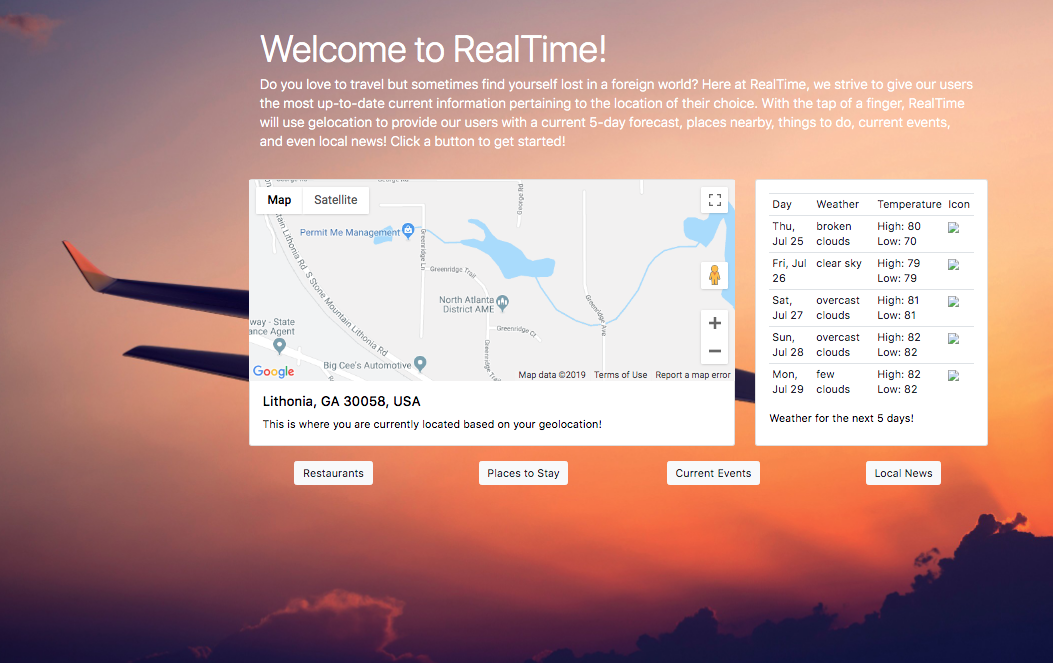 Welcome to RealTime!
Do you love to travel but sometimes find yourself lost in a foreign world? Here at RealTime, we strive to give our users
the most up-to-date current information pertaining to the location of their choice. With the tap of a finger, RealTime
will use gelocation to provide our users with a current 5-day forecast, places nearby, things to do, current events,
and even local news! Click a button to get started!
Map
Satellite
George Rd
Permit Me Management
Greenridge Ln
Greenridge Trail
North Atlanta
District AME
Greenridge Ct
Greenridge Ave
Greenridge Trail
S Stone Mountain Lithonia Rd
tain Lithonia Rd
way - State
ance Agent
Big Cee's Automotive
Google
Map data ©2019
Terms of Use
Report a map error
Lithonia, GA 30058, USA
This is where you are currently located based on your geolocation!
Day Weather Temperature Icon
Thu, broken High: 80
Jul 25 clouds Low: 70
Fri, Jul clear sky High: 79
26 Low: 79
Sat, overcast High: 81
Jul 27 clouds Low: 81
Sun, overcast High: 82
Jul 28 clouds Low: 82
Mon, few High: 82
Jul 29 clouds Low: 82
Weather for the next 5 days!
Restaurants
Places to Stay
Current Events
Local News